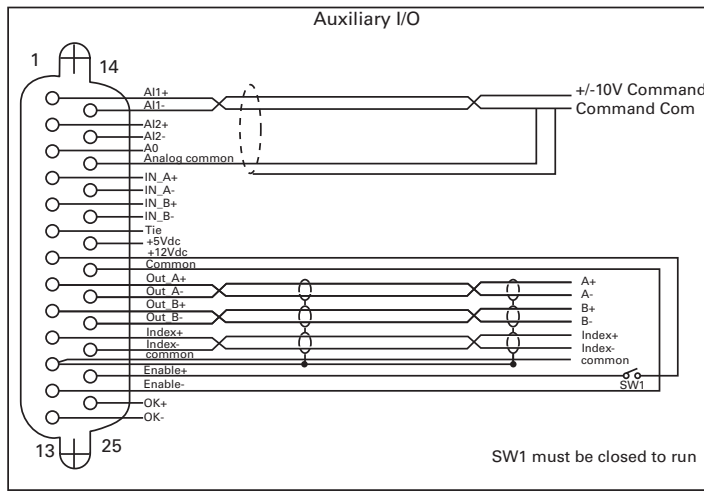 Auxiliary I/O
1
14
AI1+
AI1-
AI2+
AI2-
A0
Analog common
IN_A+
IN_A-
IN_B+
IN_B-
Tie
+5Vdc
+12Vdc
Common
Out_A+
Out_A-
Out_B+
Out_B-
Index+
Index-
common
Enable+
Enable-
OK+
OK-
13
25
+/-10V Command
Command Com
A+
A-
B+
B-
Index+
Index-
common
SW1
SW1 must be closed to run